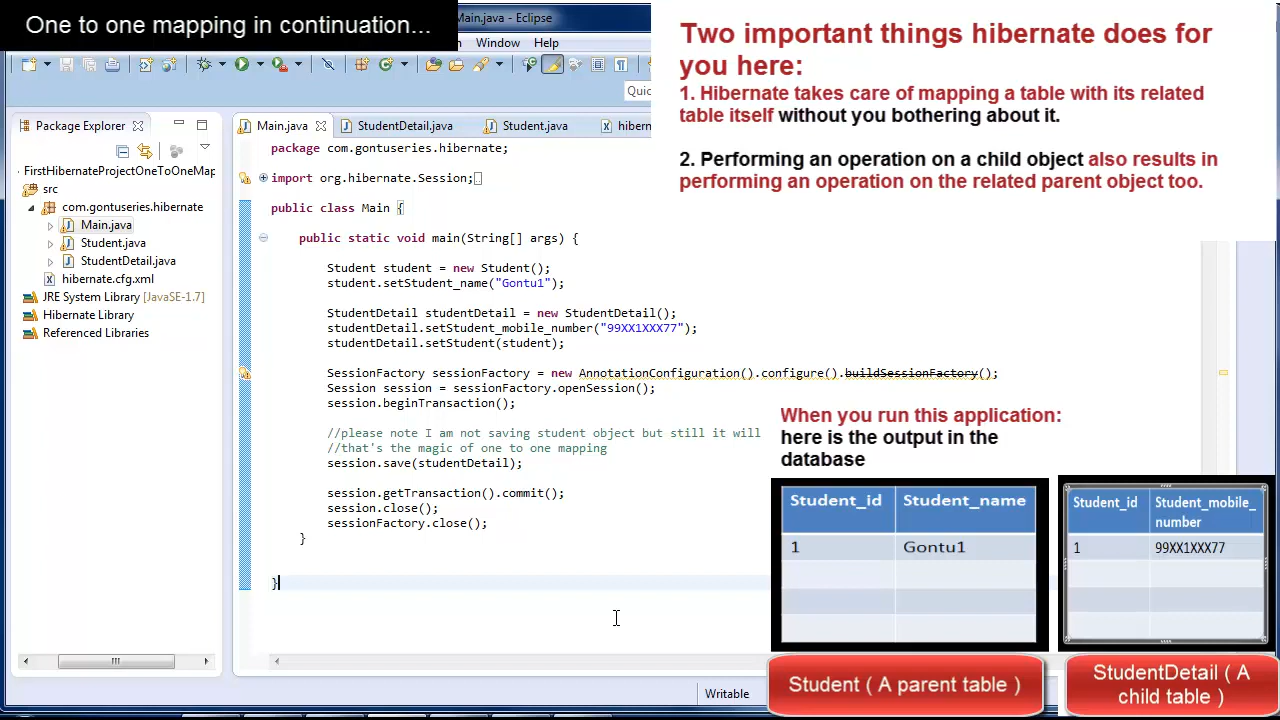 One to one mapping in continuation...
Main.java - Eclipse
Window Help
Quic
Package Explorer
FirstHibernateProjectOneToOneMap
src
com.gontuseries.hibernate
Main.java
Student.java
StudentDetail.java
hibernate.cfg.xml
JRE System Library [JavaSE-1.7]
Hibernate Library
Referenced Libraries
Main.java StudentDetail.java Student.java hibern
package com.gontuseries.hibernate;
import org.hibernate.Session;
public class Main {
public static void main(String[] args) {
Student student = new Student();
student.setStudent_name("Gontu1");
StudentDetail studentDetail = new StudentDetail();
studentDetail.setStudent_mobile_number("99XX1XXX77");
studentDetail.setStudent(student);
SessionFactory sessionFactory = new AnnotationConfiguration().configure().buildSessionFactory();
Session session = sessionFactory.openSession();
session.beginTransaction();
//please note I am not saving student object but still it will
//that's the magic of one to one mapping
session.save(studentDetail);
session.getTransaction().commit();
session.close();
sessionFactory.close();
}
}
Writable
Two important things hibernate does for
you here:
1. Hibernate takes care of mapping a table with its related
table itself without you bothering about it.
2. Performing an operation on a child object also results in
performing an operation on the related parent object too.
When you run this application:
here is the output in the
database
Student_id Student_name
1 Gontu1
Student ( A parent table )
Student_id Student_mobile_
number
1 99XX1XXX77
StudentDetail ( A
child table )